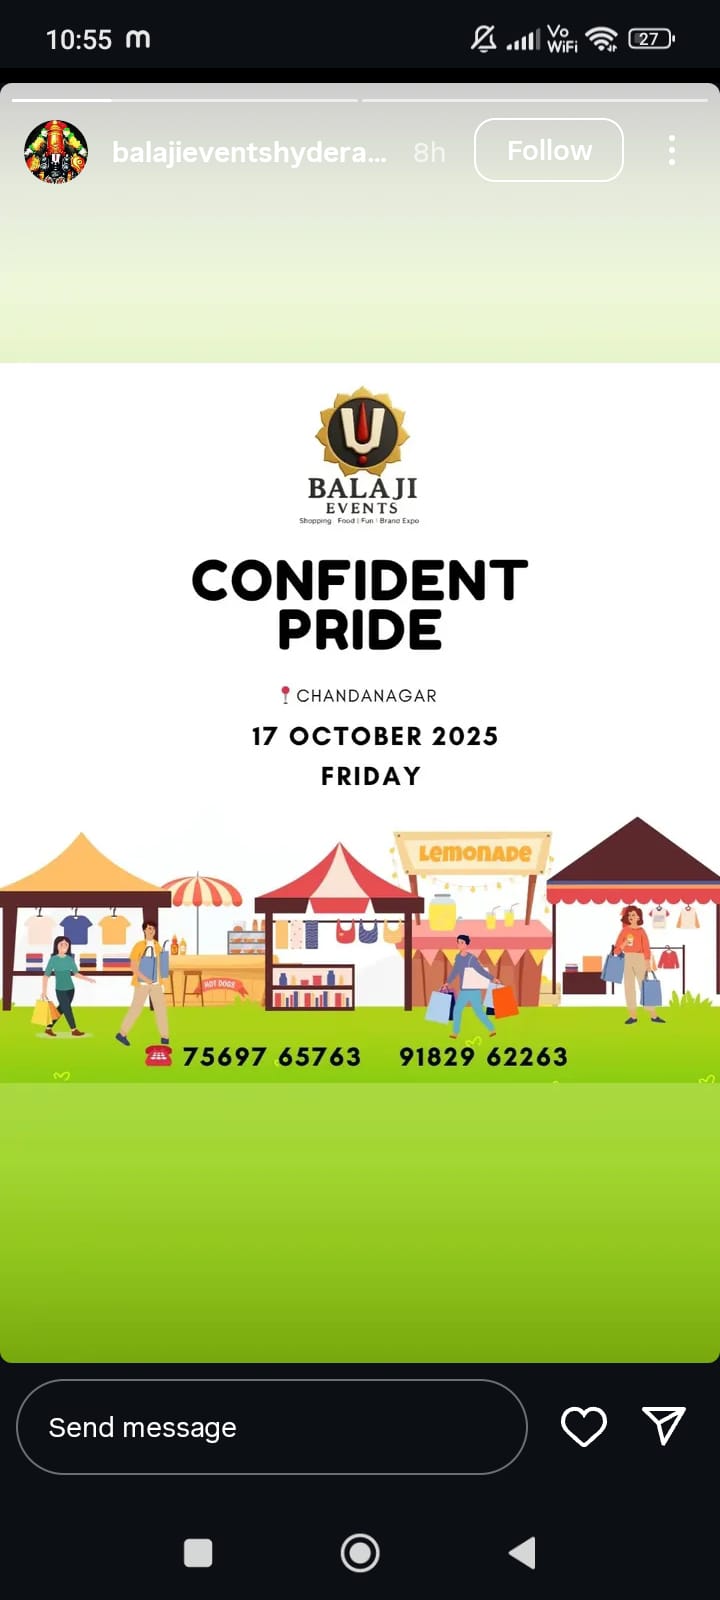 10:55 m
Vo
WiFi
27
balajieventshydera... 8h Follow
BALAJI
EVENTS
Shopping Food | Fun | Brand Expo
CONFIDENT
PRIDE
📍CHANDANAGAR
17 OCTOBER 2025
FRIDAY
LEMONADE
HOT DOGS
☎️ 75697 65763 91829 62263
Send message